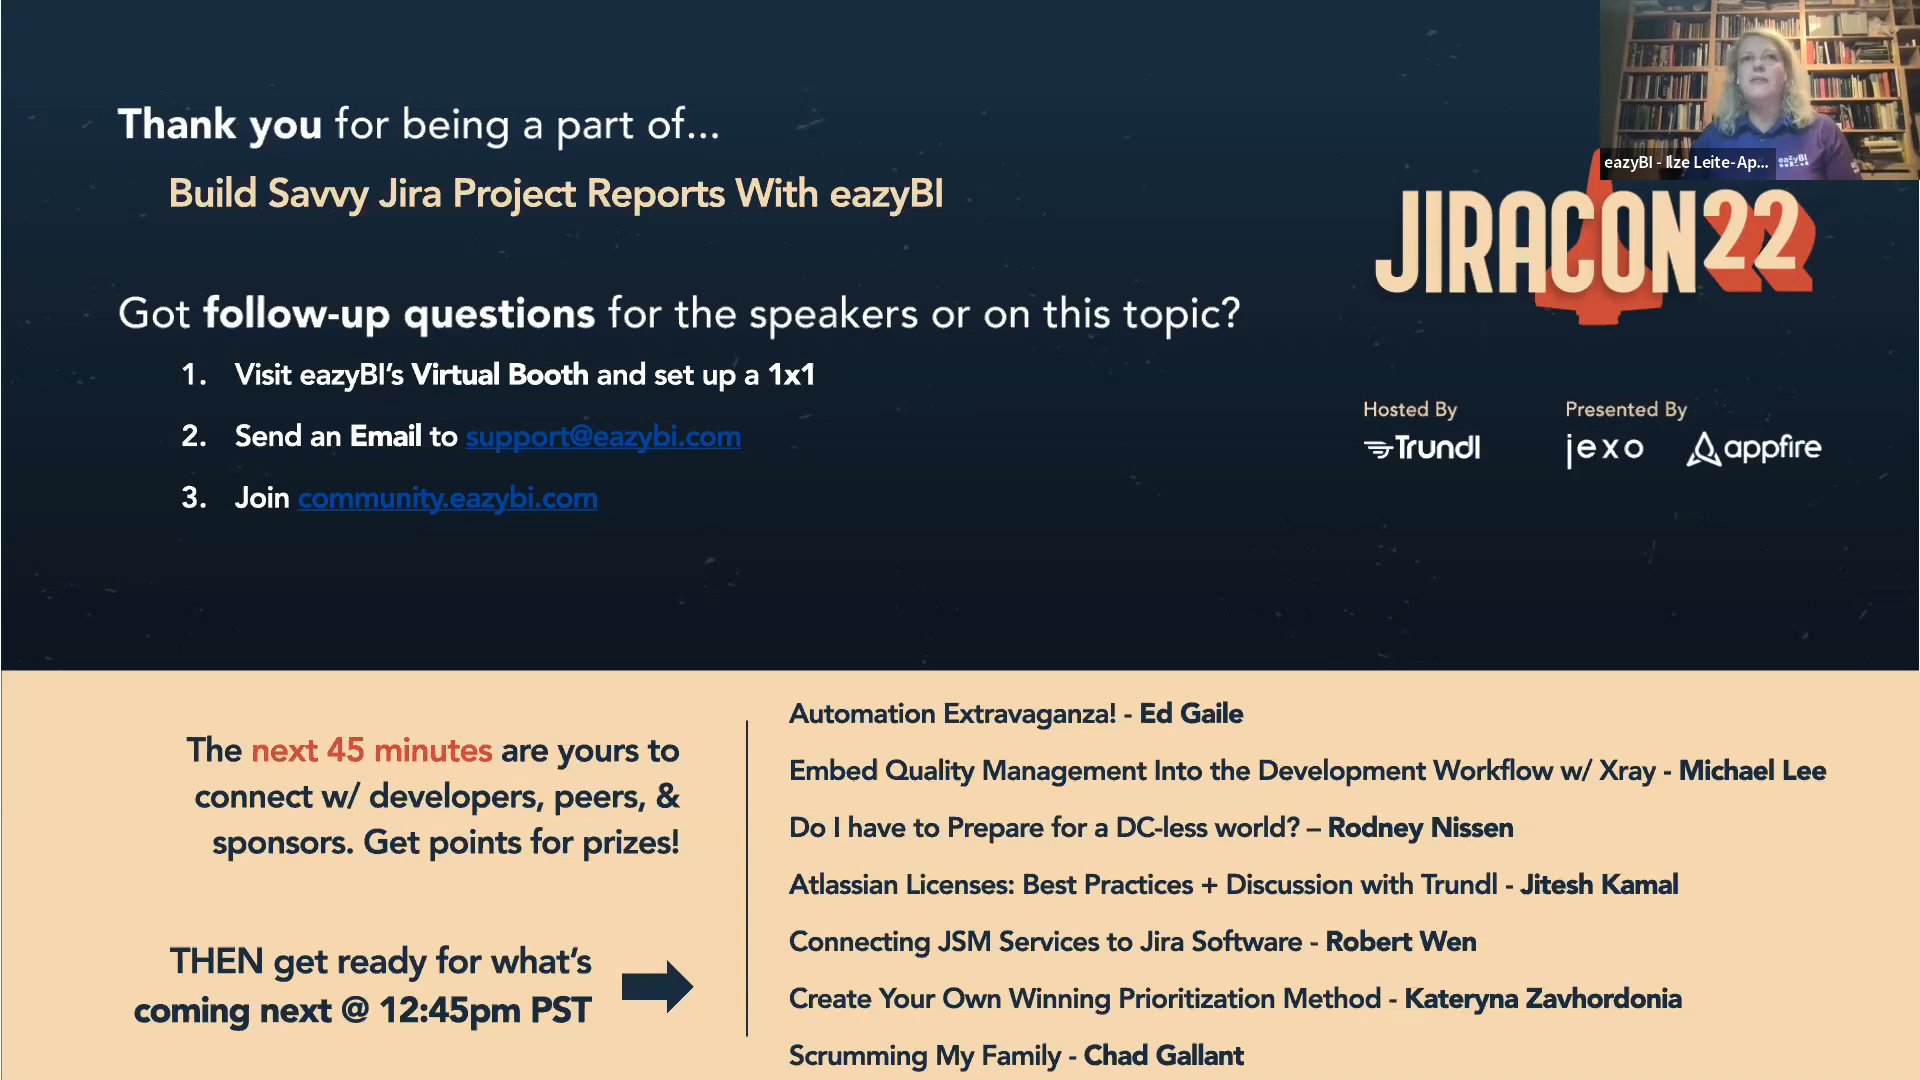 Thank you for being a part of...
Build Savvy Jira Project Reports With eazyBI
Got follow-up questions for the speakers or on this topic?
1. Visit eazyBI's Virtual Booth and set up a 1x1
2. Send an Email to support@eazybi.com
3. Join community.eazybi.com
eazyBI
eazyBI - Ilze Leite-Ap...
JIRACON22
Hosted By
Trundl
Presented By
jexo
appfire
The next 45 minutes are yours to
connect w/ developers, peers, &
sponsors. Get points for prizes!
THEN get ready for what's
coming next @ 12:45pm PST
Automation Extravaganza! - Ed Gaile
Embed Quality Management Into the Development Workflow w/ Xray - Michael Lee
Do I have to Prepare for a DC-less world? – Rodney Nissen
Atlassian Licenses: Best Practices + Discussion with Trundl - Jitesh Kamal
Connecting JSM Services to Jira Software - Robert Wen
Create Your Own Winning Prioritization Method - Kateryna Zavhordonia
Scrumming My Family - Chad Gallant